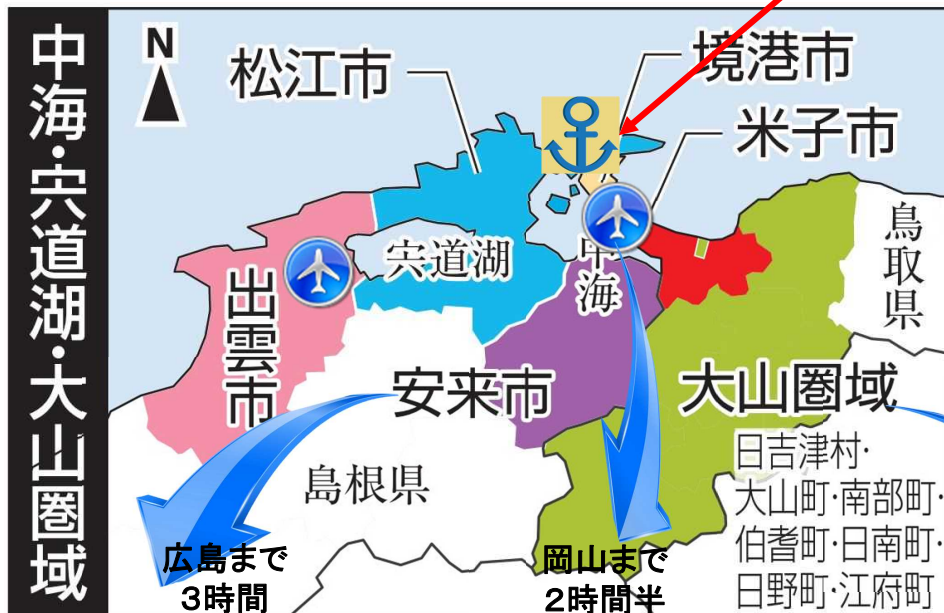 中海・宍道湖・大山圏域
N
松江市
境港市
米子市
鳥取県
宍道湖
中海
出雲市
安来市
大山圏域
島根県
日吉津村・
大山町・南部町・
伯耆町・日南町・
日野町・江府町
広島まで
3時間
岡山まで
2時間半